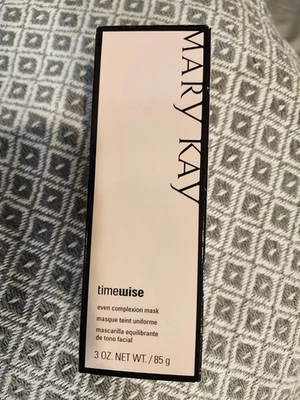 MARY KAY
timewise
even complexion mask
masque teint uniforme
mascarilla equilibrante
de tono facial
3 OZ. NET WT. / 85 g